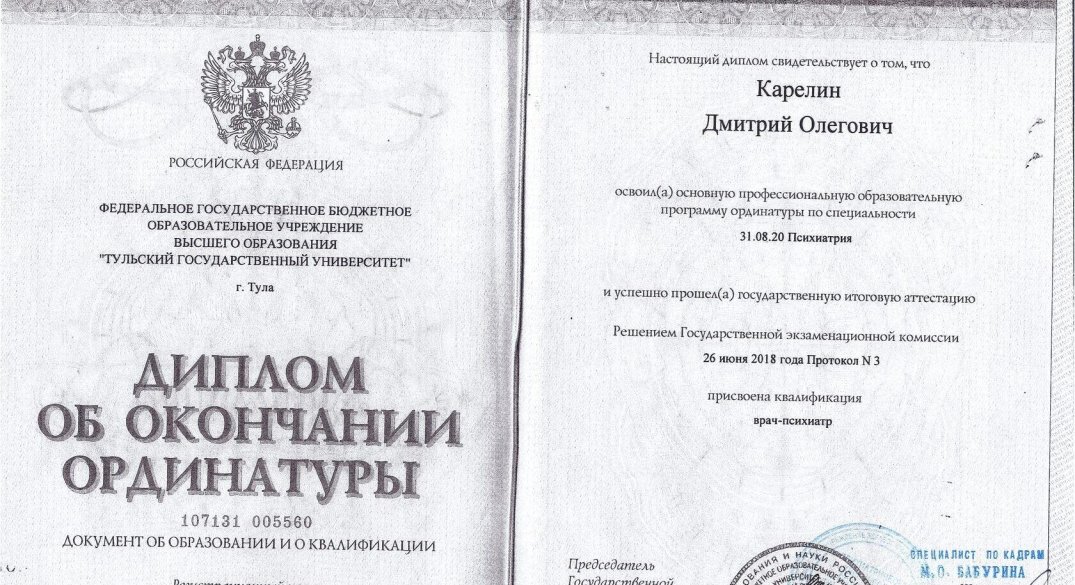 РОССИЙСКАЯ ФЕДЕРАЦИЯ
ФЕДЕРАЛЬНОЕ ГОСУДАРСТВЕННОЕ БЮДЖЕТНОЕ
ОБРАЗОВАТЕЛЬНОЕ УЧРЕЖДЕНИЕ
ВЫСШЕГО ОБРАЗОВАНИЯ
"ТУЛЬСКИЙ ГОСУДАРСТВЕННЫЙ УНИВЕРСИТЕТ"
г. Тула
ДИПЛОМ
ОБ ОКОНЧАНИИ
ОРДИНАТУРЫ
107131 005560
ДОКУМЕНТ ОБ ОБРАЗОВАНИИ И О КВАЛИФИКАЦИИ
Настоящий диплом свидетельствует о том, что
Карелин
Дмитрий Олегович
освоил(а) основную профессиональную образовательную
программу ординатуры по специальности
31.08.20 Психиатрия
и успешно прошел(а) государственную итоговую аттестацию
Решением Государственной экзаменационной комиссии
26 июня 2018 года Протокол N 3
присвоена квалификация
врач-психиатр
Председатель
Государственной
СПЕЦИАЛИСТ ПО КАДРАМ
М.О. БАБУРИНА